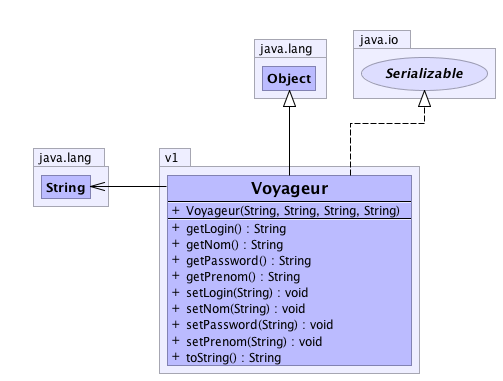 java.io
java.lang
Serializable
Object
java.lang
v1
String
Voyageur
+ Voyageur(String, String, String, String)
+ getLogin() : String
+ getNom() : String
+ getPassword() : String
+ getPrenom() : String
+ setLogin(String) : void
+ setNom(String) : void
+ setPassword(String) : void
+ setPrenom(String) : void
+ toString() : String